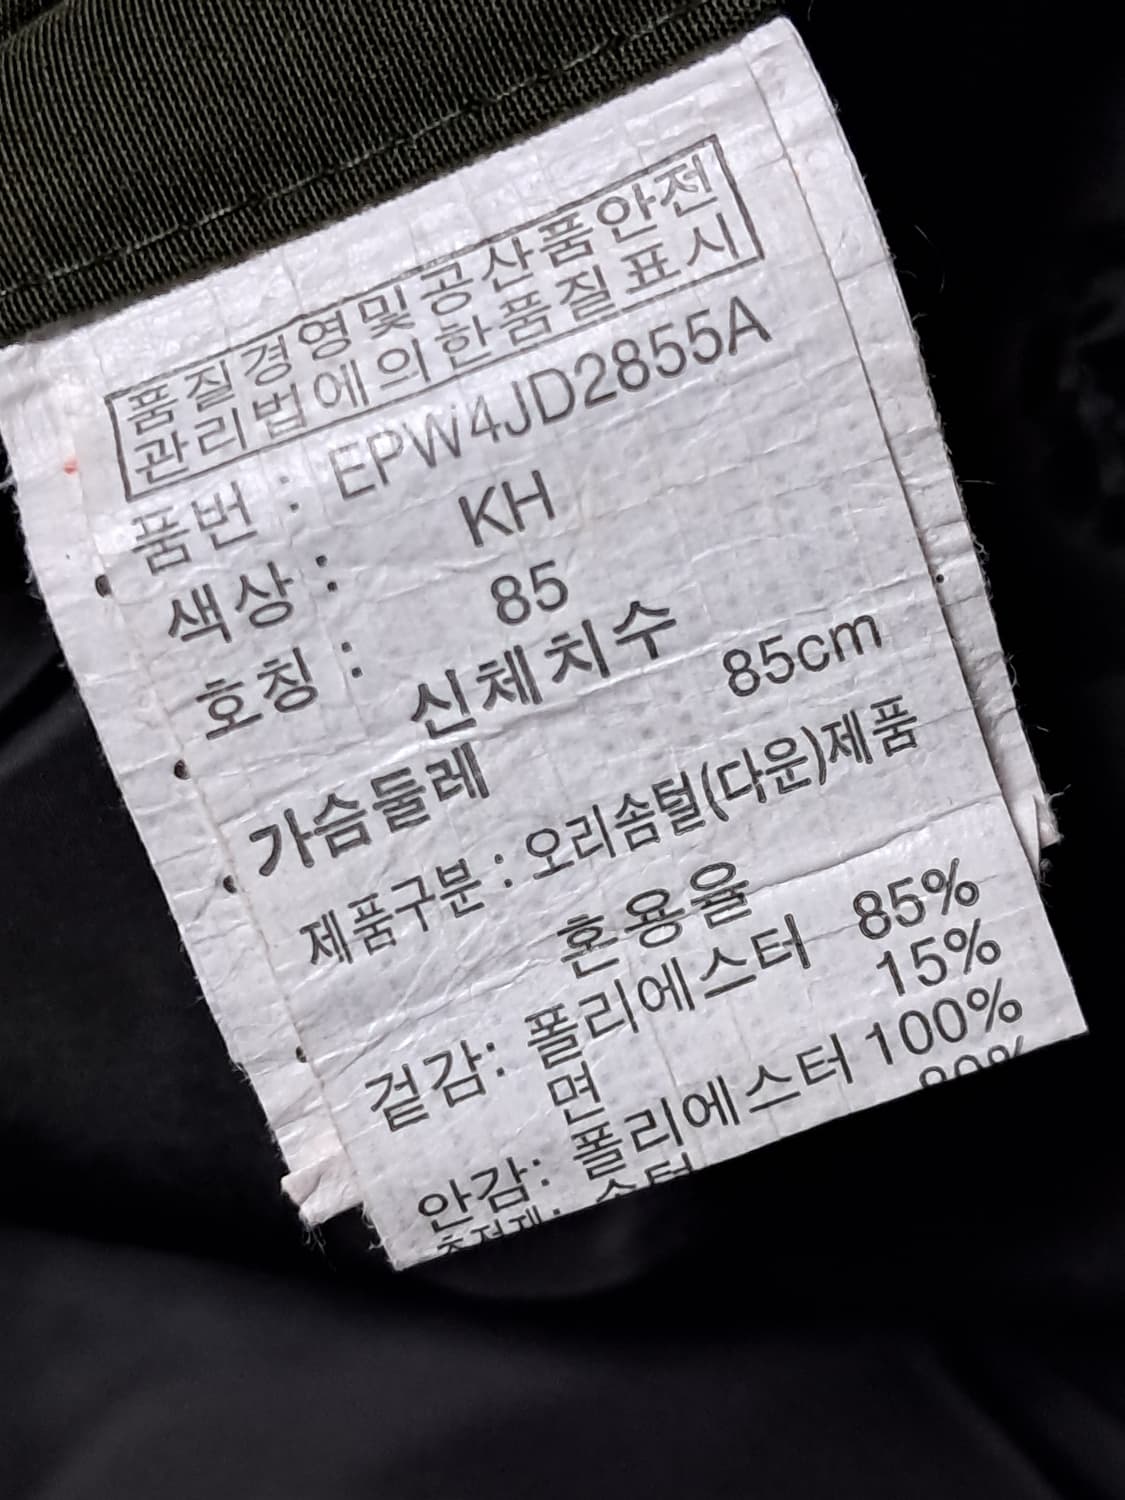 품질경영및공산품안전
관리법에의한품질표시
품번 : EPW4JD2855A
색상 : KH
호칭 : 85
신체치수
가슴둘레 85cm
제품구분 : 오리솜털(다운)제품
혼용율
겉감: 폴리에스터 85%
면 15%
안감: 폴리에스터 100%